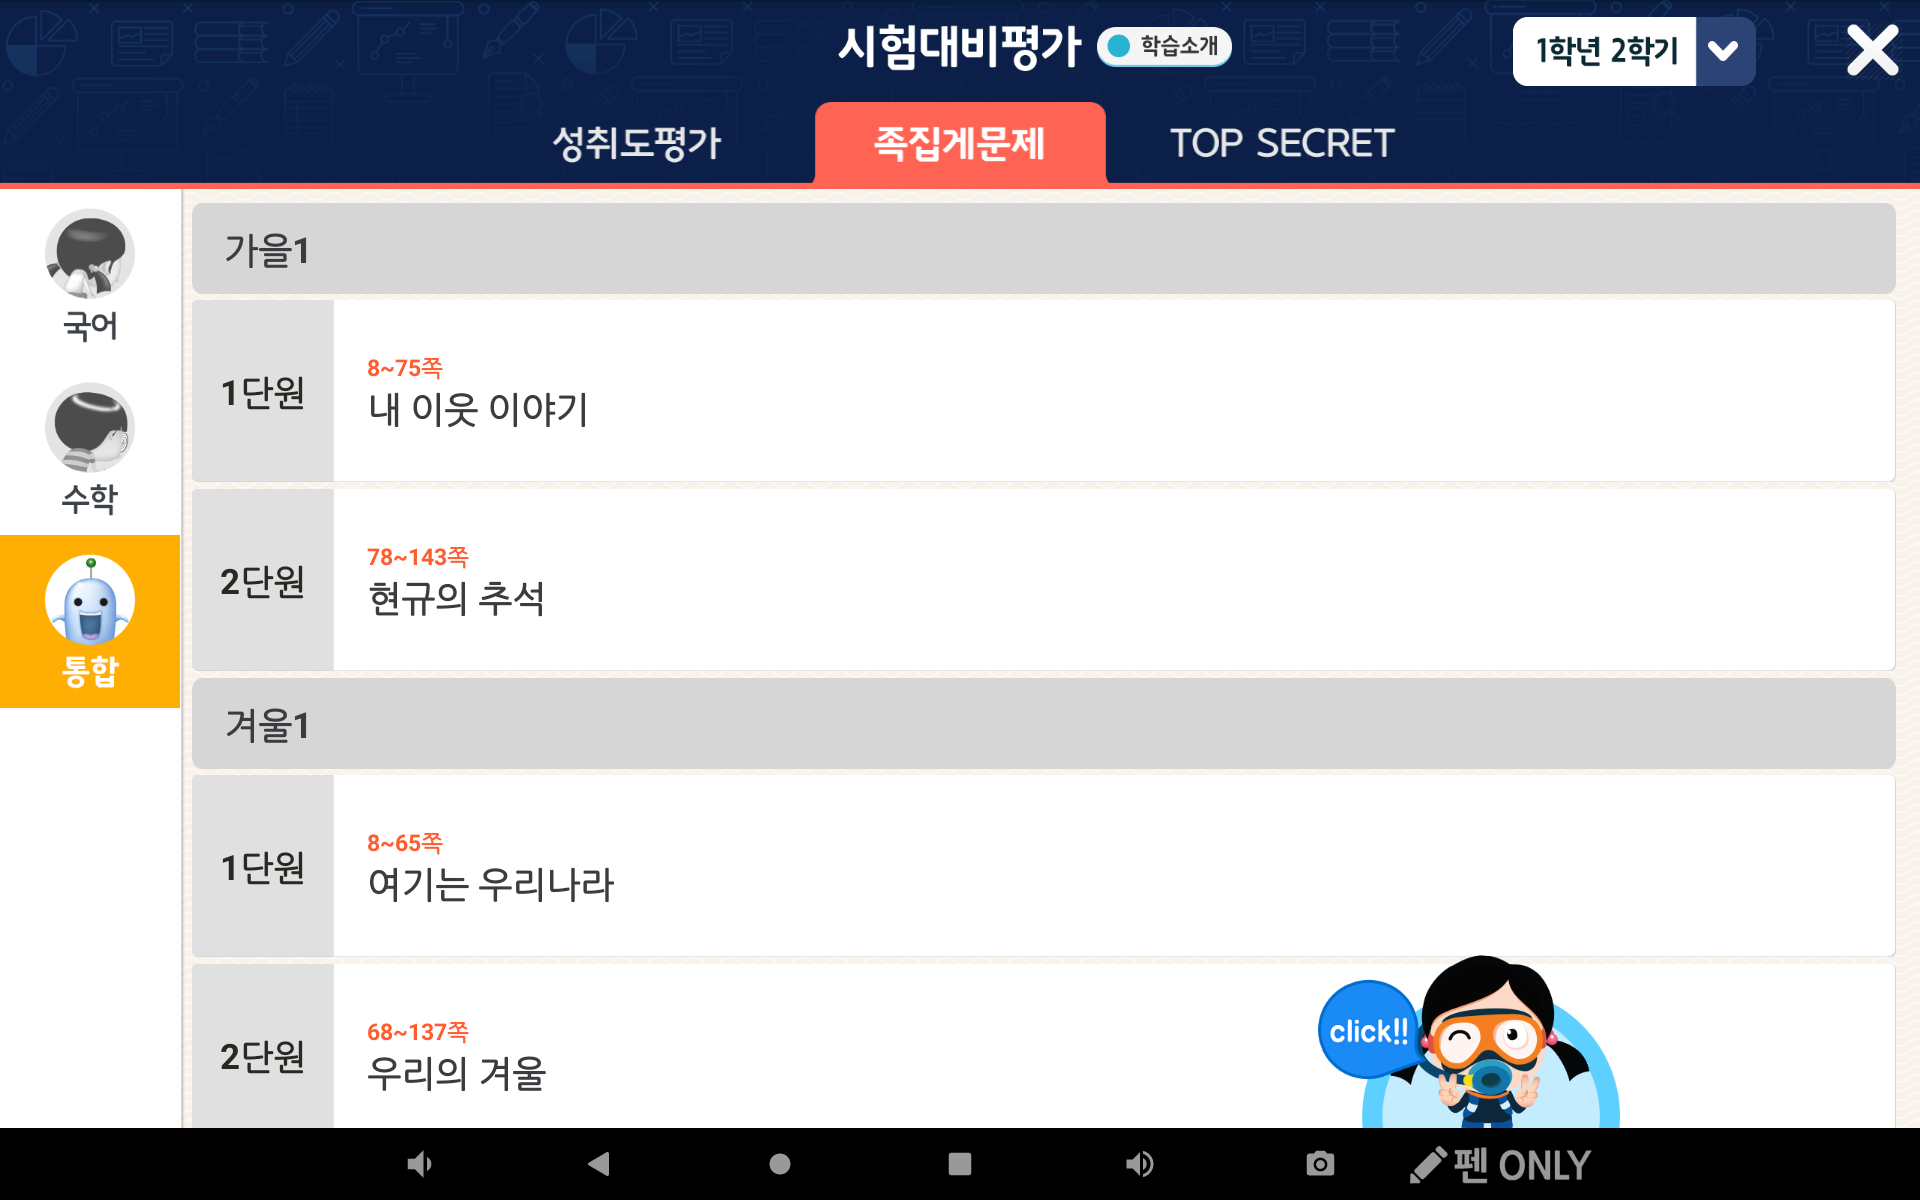 시험대비평가
학습소개
1학년 2학기
성취도평가
족집게문제
TOP SECRET
국어
수학
통합
가을1
1단원
8~75쪽
내 이웃 이야기
2단원
78~143쪽
현규의 추석
겨울1
1단원
8~65쪽
여기는 우리나라
2단원
68~137쪽
우리의 겨울
click!!
펜 ONLY